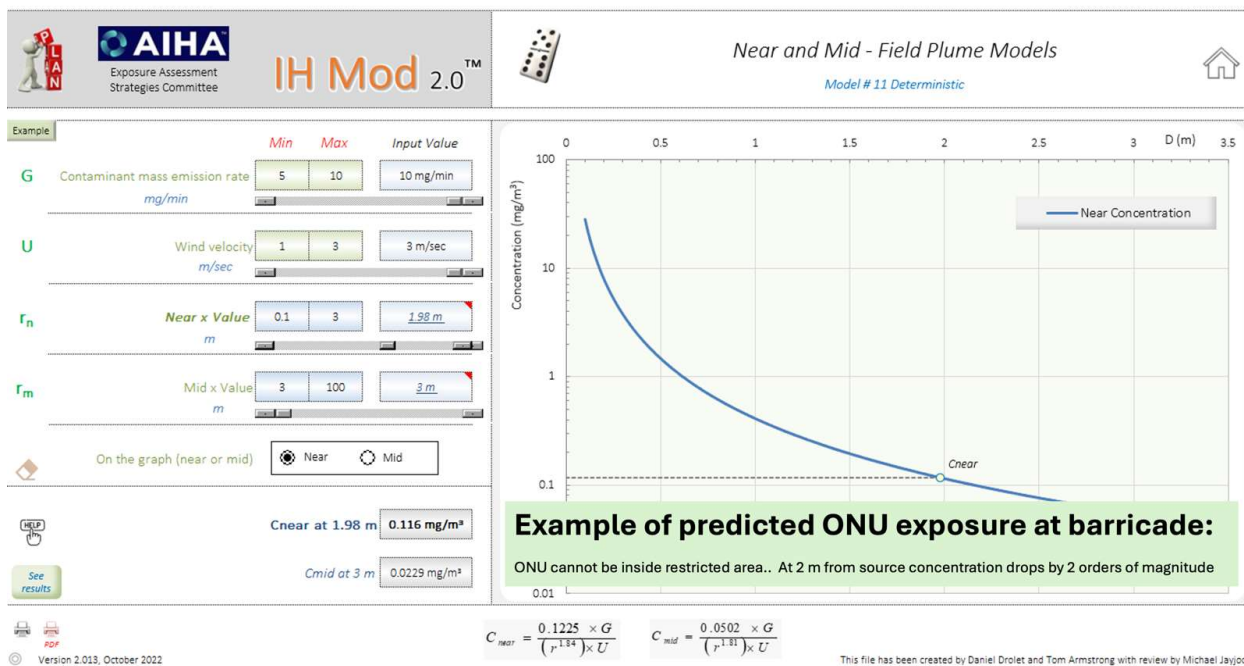 PLAN
AIHA
Exposure Assessment
Strategies Committee
IH Mod 2.0™
Near and Mid - Field Plume Models
Model # 11 Deterministic
Example
Min Max Input Value
G Contaminant mass emission rate 5 10 10 mg/min
mg/min
U Wind velocity 1 3 3 m/sec
m/sec
rn Near x Value 0.1 3 1.98 m
m
rm Mid x Value 3 100 3 m
m
On the graph (near or mid) Near Mid
HELP
Cnear at 1.98 m 0.116 mg/m³
Cmid at 3 m 0.0229 mg/m³
See
results
0 0.5 1 1.5 2 2.5 3 D (m) 3.5
Concentration (mg/m³)
100
10
1
0.1
0.01
Near Concentration
Cnear
Example of predicted ONU exposure at barricade:
ONU cannot be inside restricted area.. At 2 m from source concentration drops by 2 orders of magnitude
PDF
Version 2.013, October 2022
C near = 0.1225 × G / (r^1.84) × U
C mid = 0.0502 × G / (r^1.81) × U
This file has been created by Daniel Drolet and Tom Armstrong with review by Michael Jayjoc